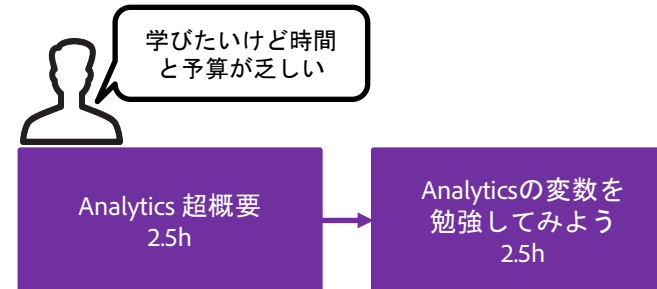 学びたいけど時間
と予算が乏しい
Analytics 超概要
2.5h
Analyticsの変数を
勉強してみよう
2.5h